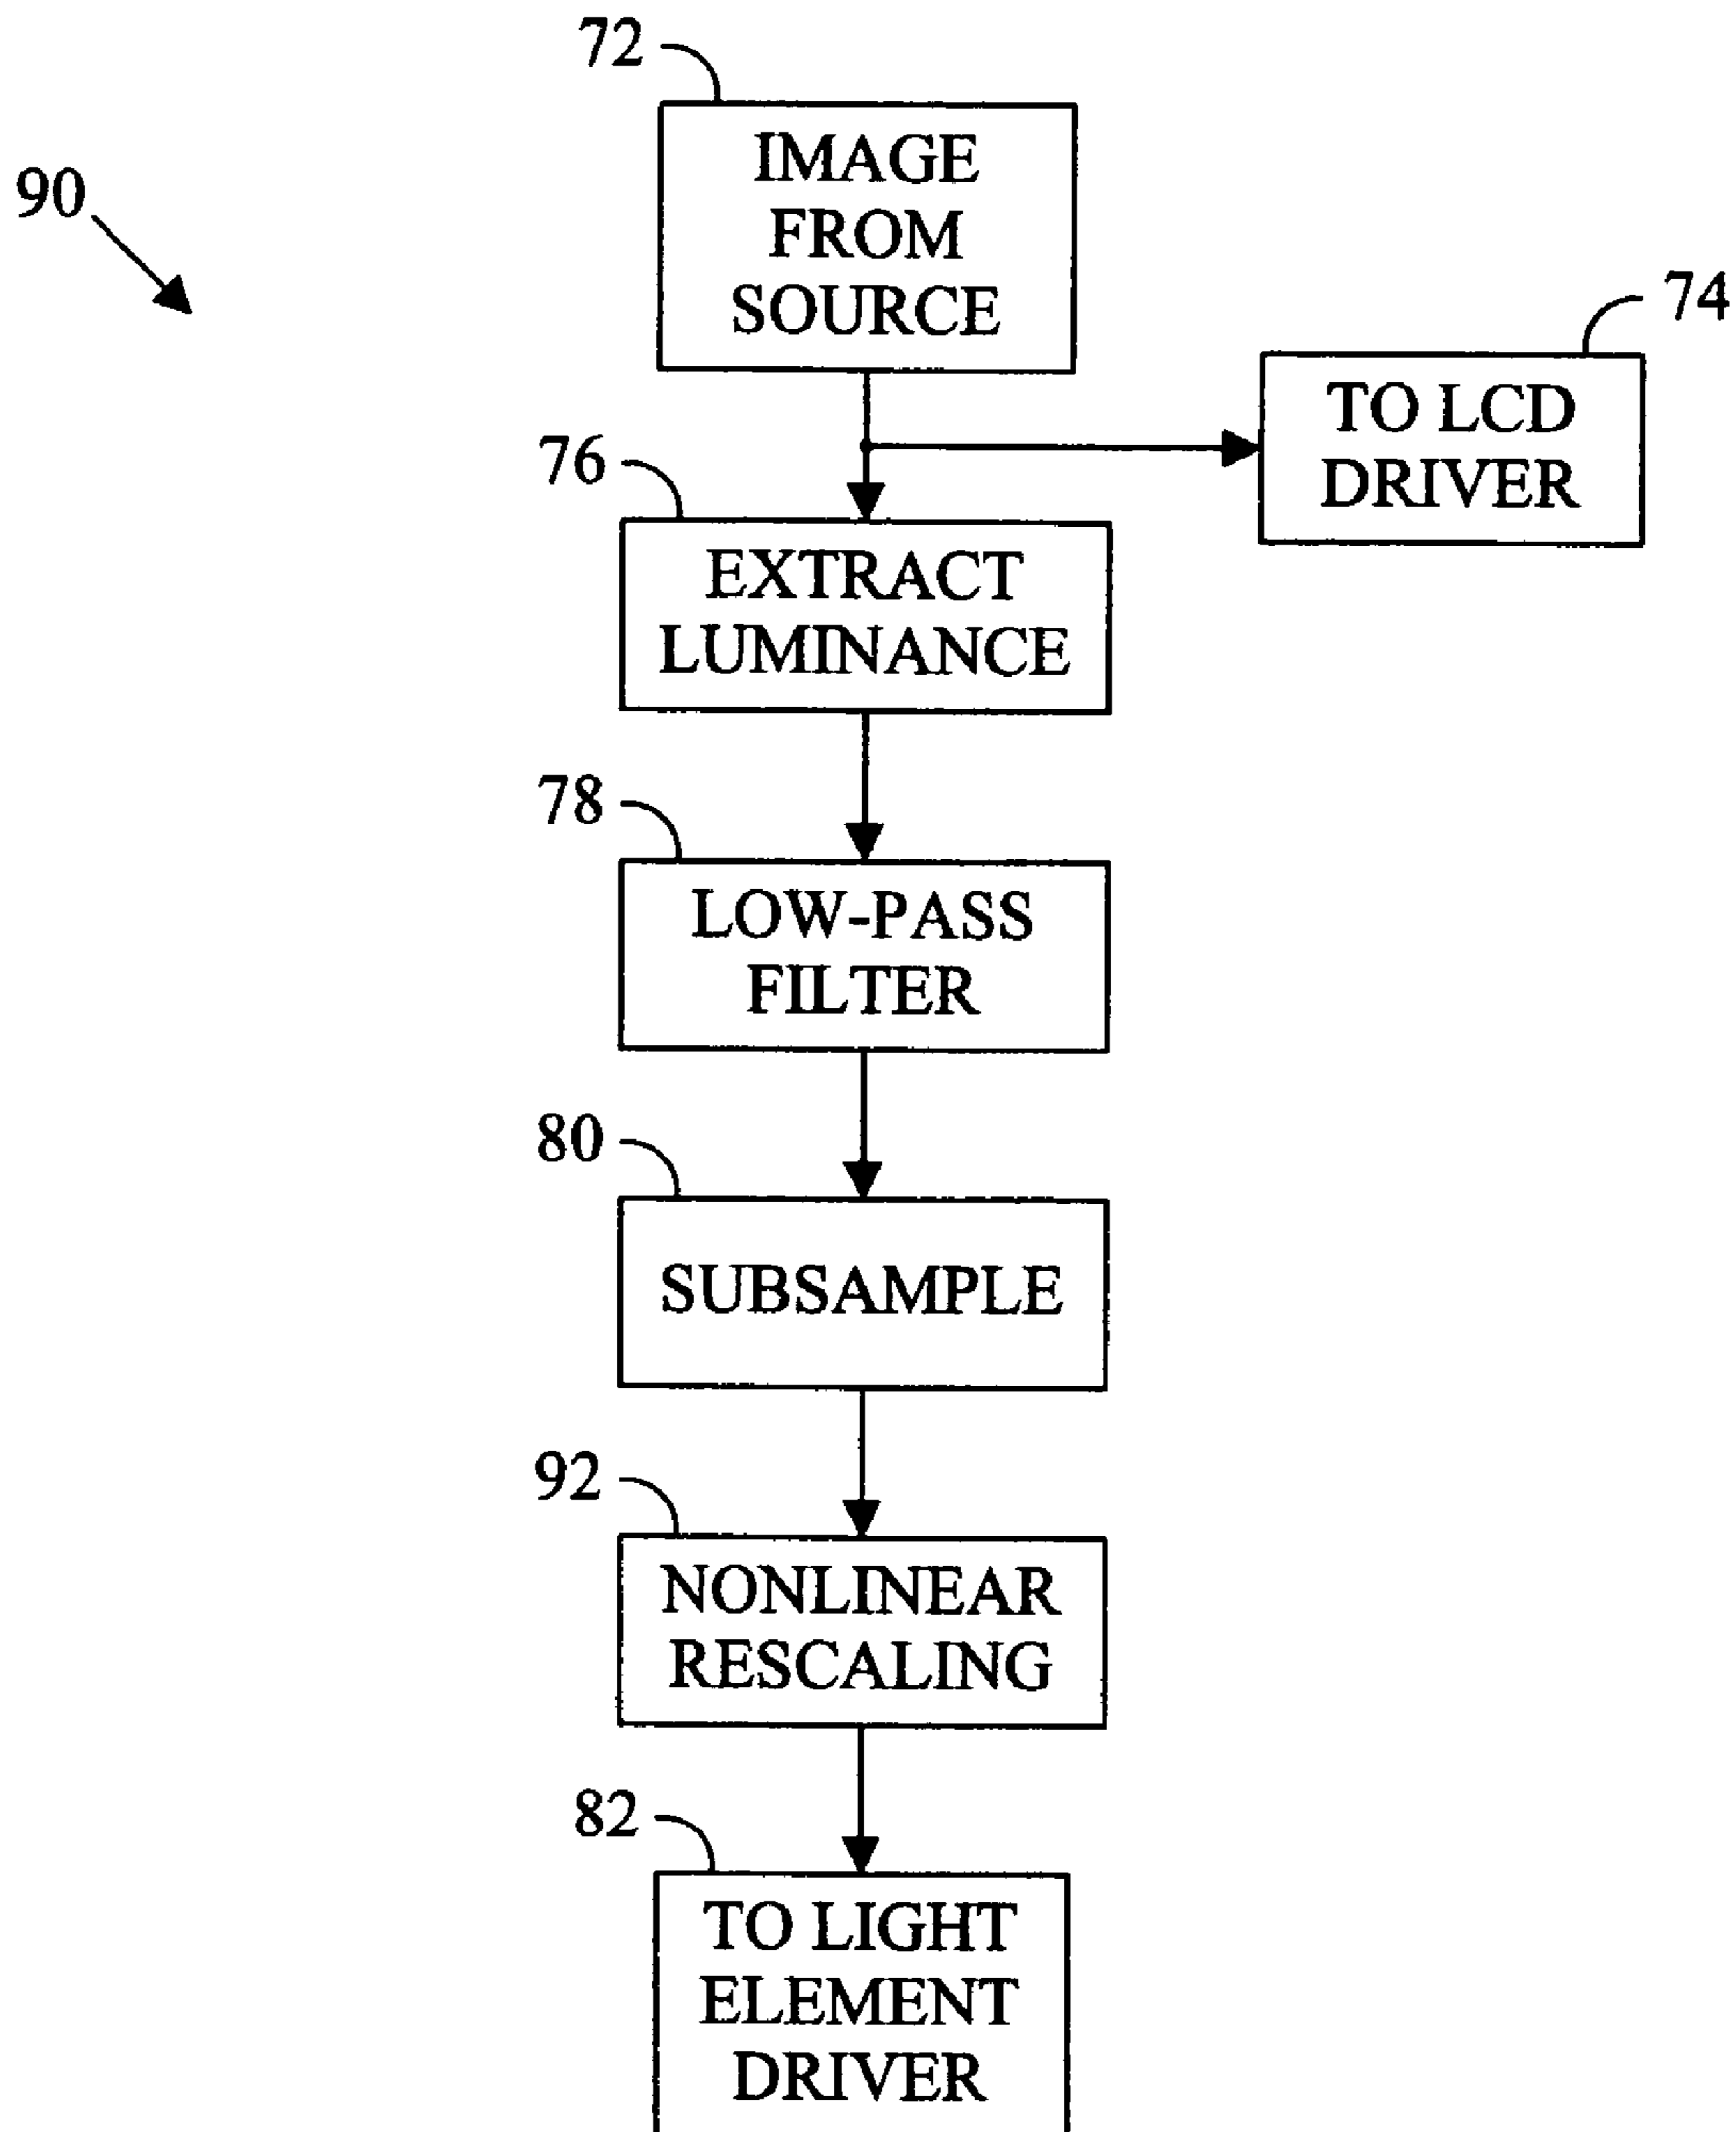 72
IMAGE
FROM
SOURCE
90
74
TO LCD
DRIVER
76
EXTRACT
LUMINANCE
78
LOW-PASS
FILTER
80
SUBSAMPLE
92
NONLINEAR
RESCALING
82
TO LIGHT
ELEMENT
DRIVER